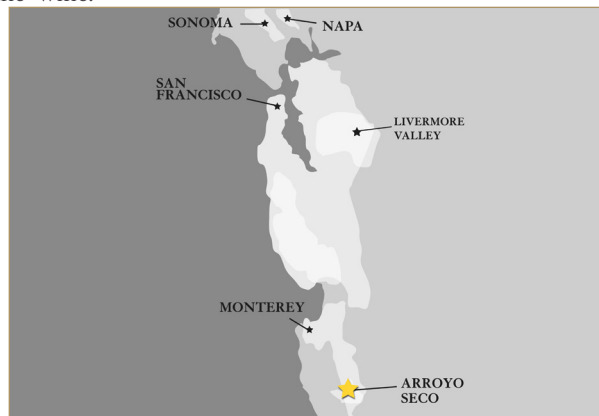 SONOMA
NAPA
SAN
FRANCISCO
LIVERMORE
VALLEY
MONTEREY
ARROYO
SECO